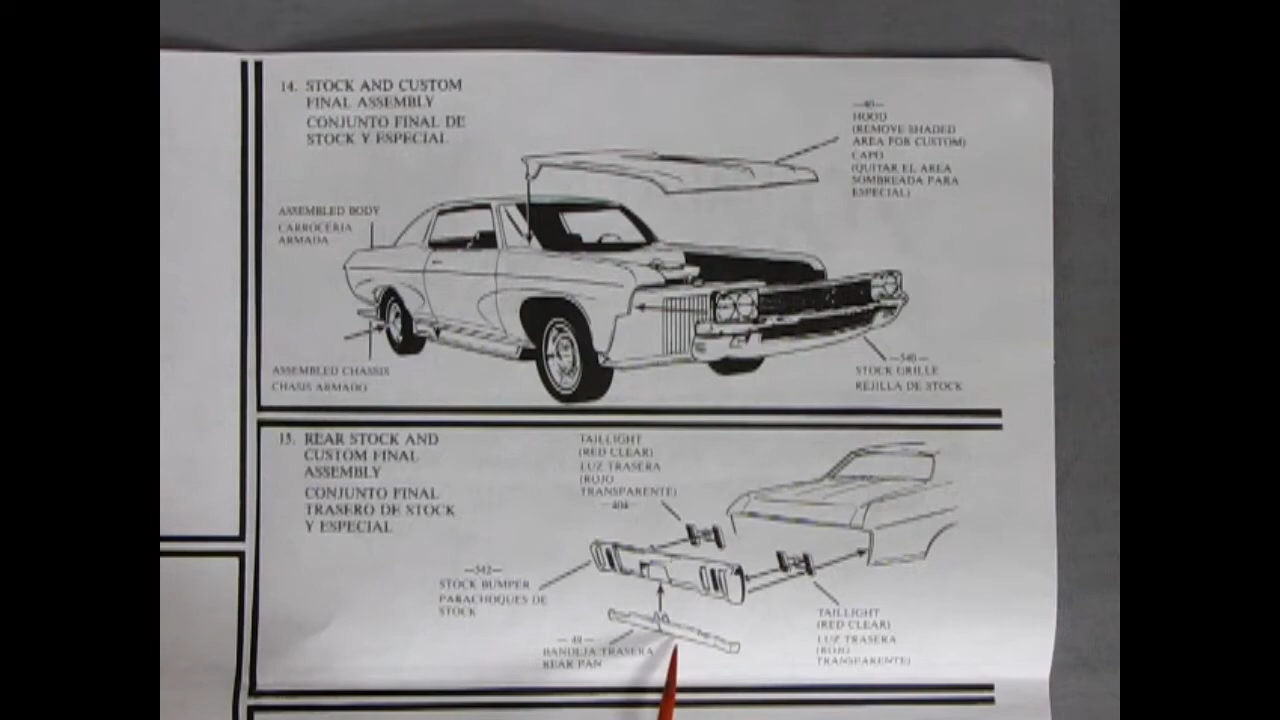 14. STOCK AND CUSTOM
FINAL ASSEMBLY
CONJUNTO FINAL DE
STOCK Y ESPECIAL
—40—
HOOD
(REMOVE SHADED
AREA FOR CUSTOM)
CAPO
(QUITAR EL AREA
SOMBREADA PARA
ESPECIAL)
ASSEMBLED BODY
CARROCERIA
ARMADA
ASSEMBLED CHASSIS
CHASIS ARMADO
STOCK GRILLE
REJILLA DE STOCK
15. REAR STOCK AND
CUSTOM FINAL
ASSEMBLY
CONJUNTO FINAL
TRASERO DE STOCK
Y ESPECIAL
TAILLIGHT
(RED CLEAR)
LUZ TRASERA
(ROJO
TRANSPARENTE)
—404—
—542—
STOCK BUMPER
PARACHOQUES DE
STOCK
BANDEJA TRASERA
REAR PAN
TAILLIGHT
(RED CLEAR)
LUZ TRASERA
(ROJO
TRANSPARENTE)